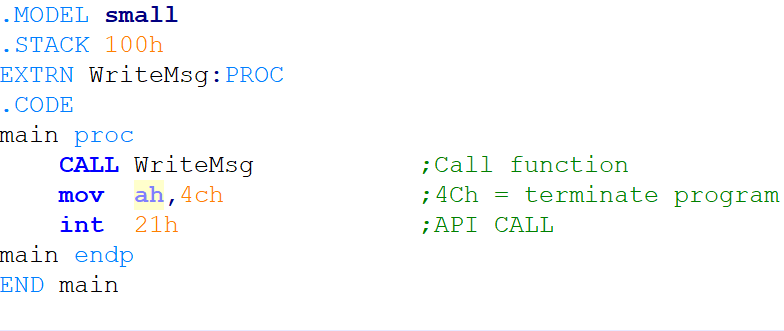 .MODEL small
.STACK 100h
EXTRN WriteMsg:PROC
.CODE
main proc
    CALL WriteMsg           ;Call function
    mov  ah,4ch             ;4Ch = terminate program
    int  21h                ;API CALL
main endp
END main